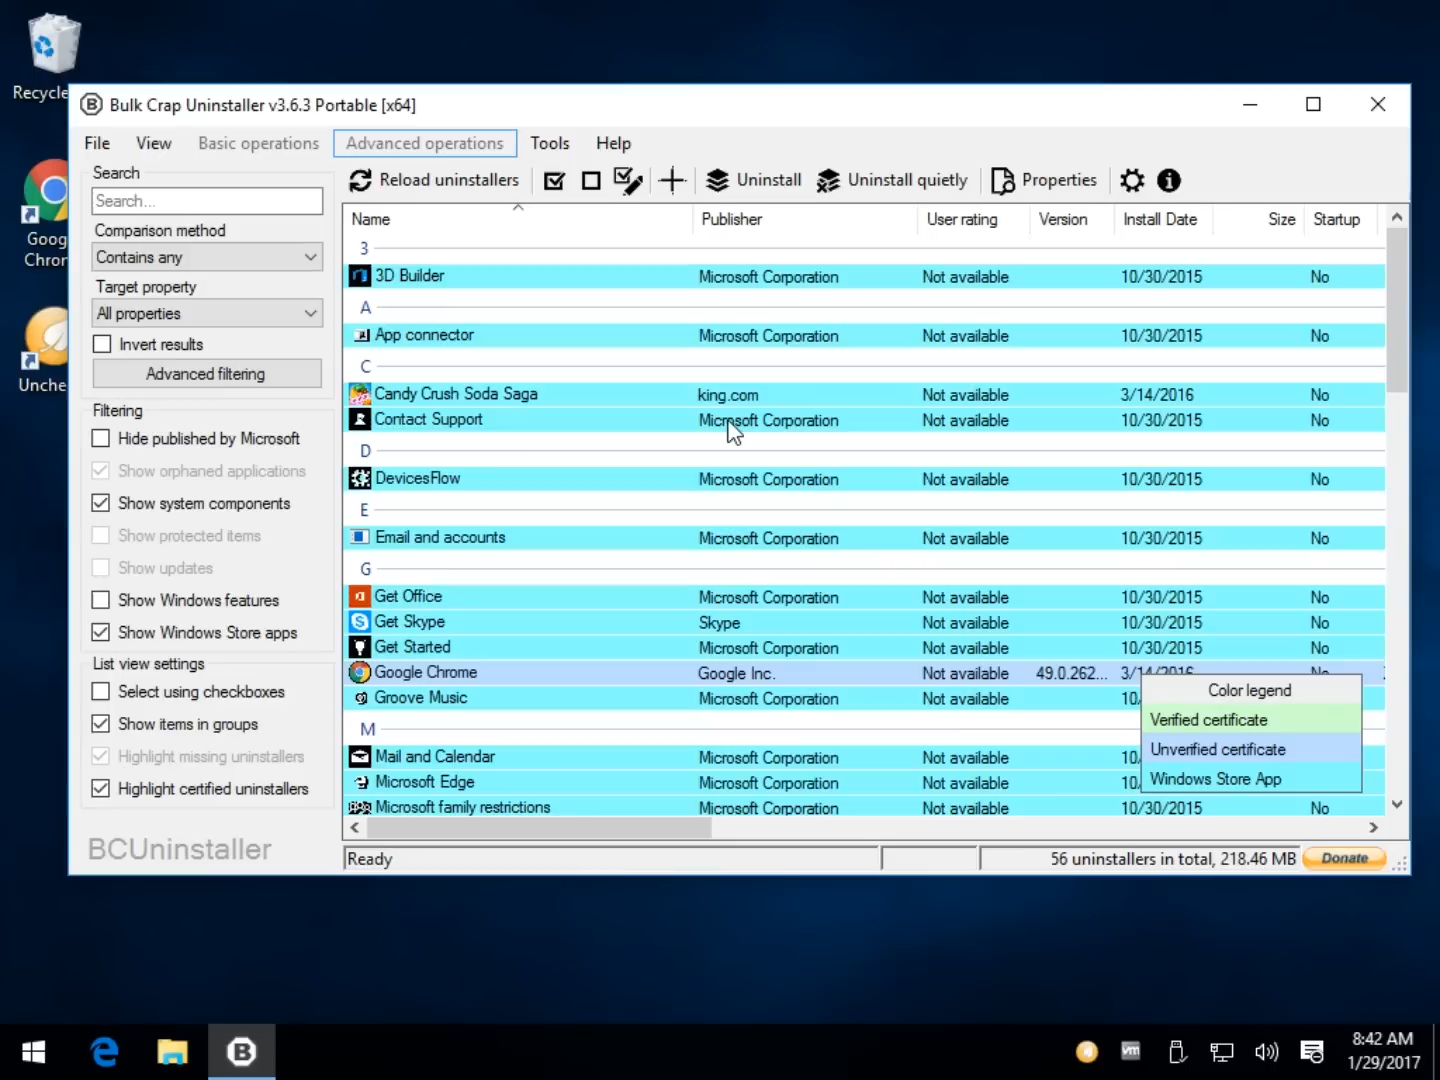 Recycle
Goog
Chron
Unche
Bulk Crap Uninstaller v3.6.3 Portable [x64]
File View Basic operations Advanced operations Tools Help
Search
Search...
Comparison method
Contains any
Target property
All properties
Invert results
Advanced filtering
Filtering
Hide published by Microsoft
Show orphaned applications
Show system components
Show protected items
Show updates
Show Windows features
Show Windows Store apps
List view settings
Select using checkboxes
Show items in groups
Highlight missing uninstallers
Highlight certified uninstallers
BCUninstaller
Reload uninstallers Uninstall Uninstall quietly Properties
Name Publisher User rating Version Install Date Size Startup
3
3D Builder Microsoft Corporation Not available 10/30/2015 No
A
App connector Microsoft Corporation Not available 10/30/2015 No
C
Candy Crush Soda Saga king.com Not available 3/14/2016 No
Contact Support Microsoft Corporation Not available 10/30/2015 No
D
DevicesFlow Microsoft Corporation Not available 10/30/2015 No
E
Email and accounts Microsoft Corporation Not available 10/30/2015 No
G
Get Office Microsoft Corporation Not available 10/30/2015 No
Get Skype Skype Not available 10/30/2015 No
Get Started Microsoft Corporation Not available 10/30/2015 No
Google Chrome Google Inc. Not available 49.0.262... 3/14/2016 No
Groove Music Microsoft Corporation Not available 10/
M
Mail and Calendar Microsoft Corporation Not available 10/
Microsoft Edge Microsoft Corporation Not available 10/
Microsoft family restrictions Microsoft Corporation Not available 10/30/2015 No
Color legend
Verified certificate
Unverified certificate
Windows Store App
Ready 56 uninstallers in total, 218.46 MB Donate
vm
8:42 AM
1/29/2017